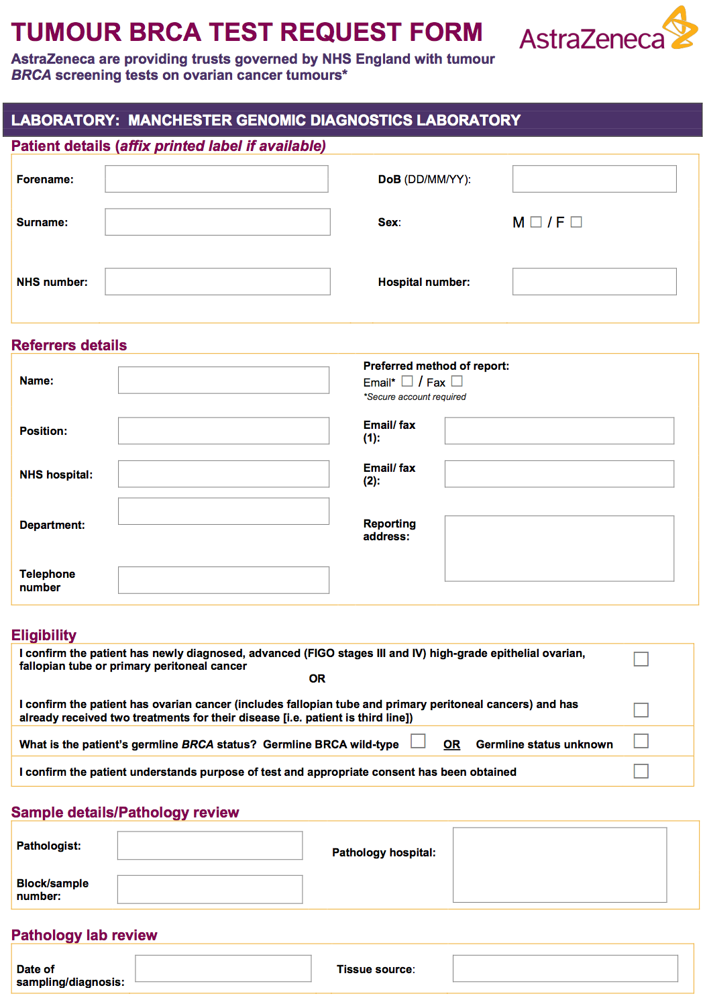 TUMOUR BRCA TEST REQUEST FORM
AstraZeneca
AstraZeneca are providing trusts governed by NHS England with tumour
BRCA screening tests on ovarian cancer tumours*
LABORATORY: MANCHESTER GENOMIC DIAGNOSTICS LABORATORY
Patient details (affix printed label if available)
Forename:
DoB (DD/MM/YY):
Surname:
Sex:
M / F
NHS number:
Hospital number:
Referrers details
Name:
Preferred method of report:
Email* / Fax
*Secure account required
Position:
Email/ fax
(1):
NHS hospital:
Email/ fax
(2):
Department:
Reporting
address:
Telephone
number
Eligibility
I confirm the patient has newly diagnosed, advanced (FIGO stages III and IV) high-grade epithelial ovarian,
fallopian tube or primary peritoneal cancer
OR
I confirm the patient has ovarian cancer (includes fallopian tube and primary peritoneal cancers) and has
already received two treatments for their disease [i.e. patient is third line])
What is the patient's germline BRCA status? Germline BRCA wild-type OR Germline status unknown
I confirm the patient understands purpose of test and appropriate consent has been obtained
Sample details/Pathology review
Pathologist:
Pathology hospital:
Block/sample
number:
Pathology lab review
Date of
sampling/diagnosis:
Tissue source: